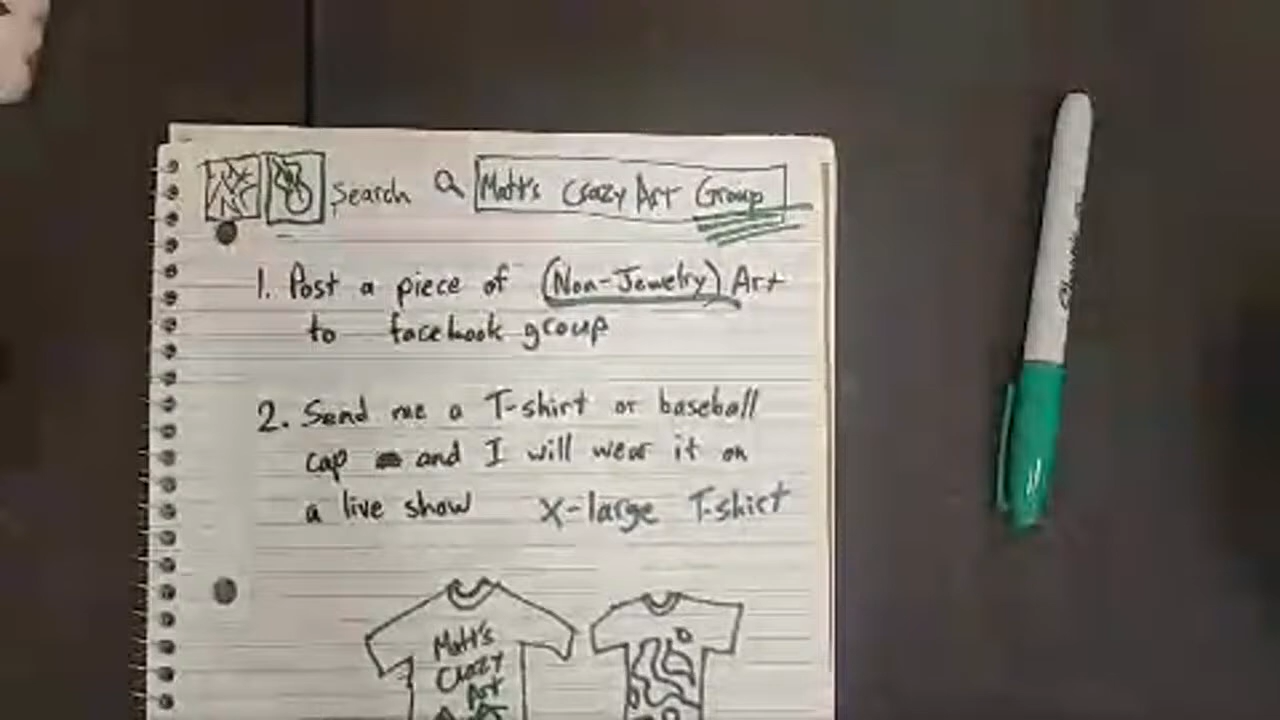 Search Matt's Crazy Art Group
1. Post a piece of (Non-Jewelry) Art
to facebook group
2. Send me a T-shirt or baseball
cap and I will wear it on
a live show X-large T-shirt
Matt's
Crazy
Art